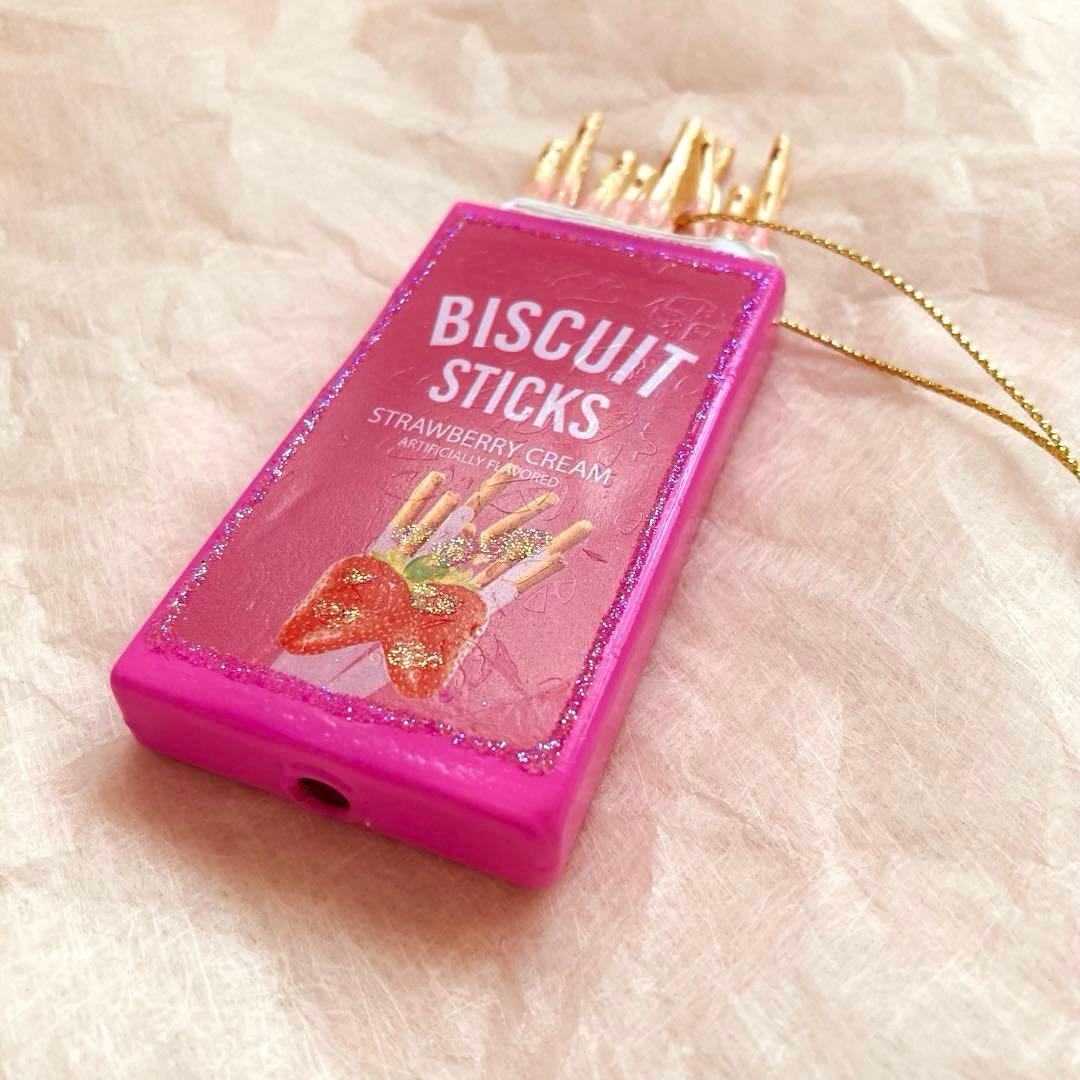 BISCUIT
STICKS
STRAWBERRY CREAM
ARTIFICIALLY FLAVORED